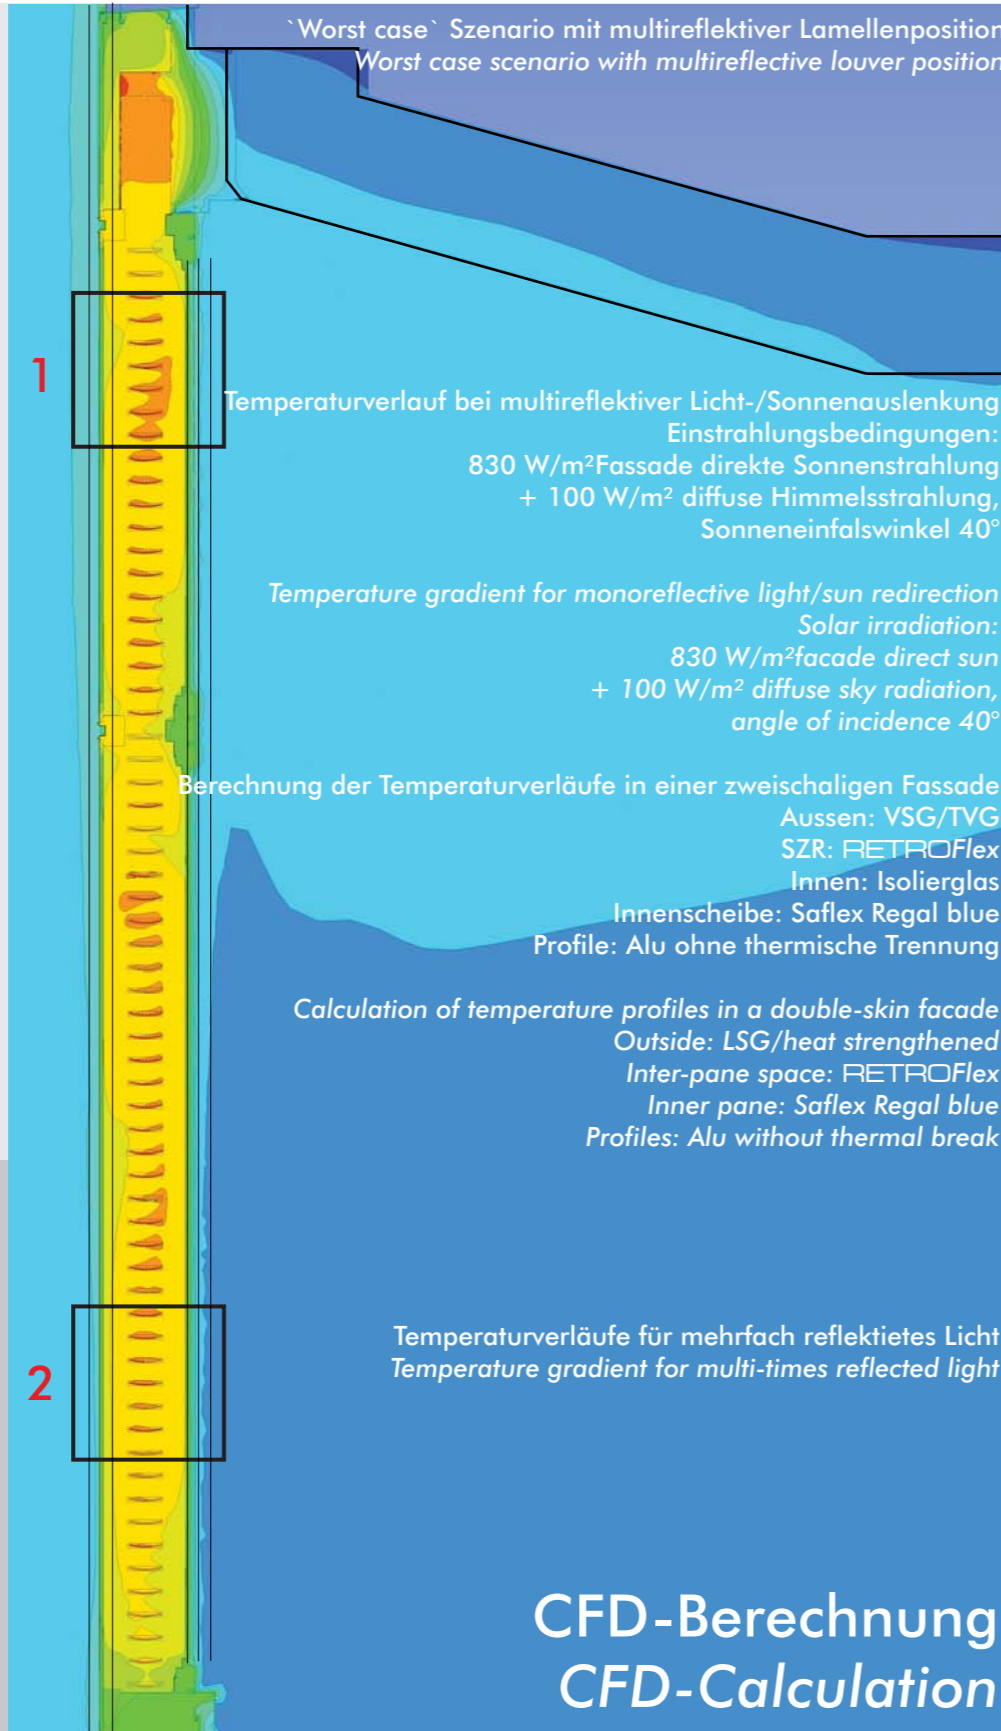 `Worst case` Szenario mit multireflektiver Lamellenposition
Worst case scenario with multireflective louver position
1
Temperaturverlauf bei multireflektiver Licht-/Sonnenauslenkung
Einstrahlungsbedingungen:
830 W/m²Fassade direkte Sonnenstrahlung
+ 100 W/m² diffuse Himmelsstrahlung,
Sonneneinfalswinkel 40°
Temperature gradient for monoreflective light/sun redirection
Solar irradiation:
830 W/m²facade direct sun
+ 100 W/m² diffuse sky radiation,
angle of incidence 40°
Berechnung der Temperaturverläufe in einer zweischaligen Fassade
Aussen: VSG/TVG
SZR: RETROFlex
Innen: Isolierglas
Innenscheibe: Saflex Regal blue
Profile: Alu ohne thermische Trennung
Calculation of temperature profiles in a double-skin facade
Outside: LSG/heat strengthened
Inter-pane space: RETROFlex
Inner pane: Saflex Regal blue
Profiles: Alu without thermal break
Temperaturverläufe für mehrfach reflektietes Licht
Temperature gradient for multi-times reflected light
2
CFD-Berechnung
CFD-Calculation